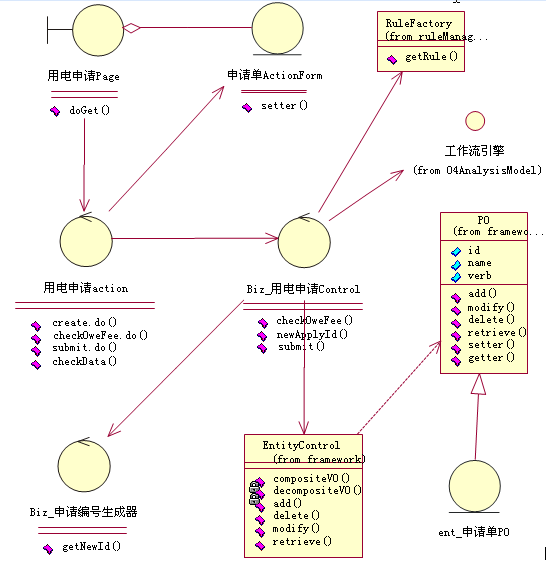 用电申请Page
doGet()
申请单ActionForm
setter()
RuleFactory
(from ruleManag...
getRule()
工作流引擎
(from 04AnalysisModel)
用电申请action
create.do()
checkOweFee.do()
submit.do()
checkData()
Biz_用电申请Control
checkOweFee()
newApplyId()
submit()
PO
(from framewo...
id
name
verb
add()
modify()
delete()
retrieve()
setter()
getter()
Biz_申请编号生成器
getNewId()
EntityControl
(from framework)
compositeVO()
decompositeVO()
add()
delete()
modify()
retrieve()
ent_申请单PO